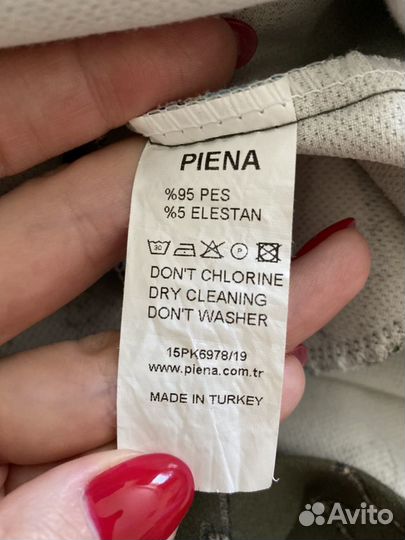 PIENA
%95 PES
%5 ELESTAN
30 P
DON'T CHLORINE
DRY CLEANING
DON'T WASHER
15PK6978/19
www.piena.com.tr
MADE IN TURKEY
Avito